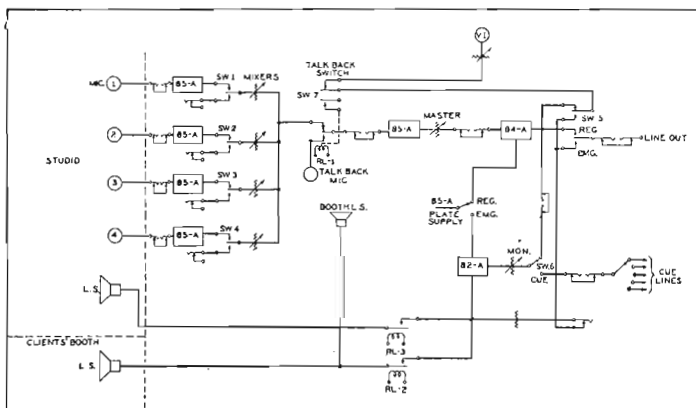 VI
TALK BACK
SWITCH
MIC. 1
85-A
SW. 1
MIXERS
SW. 7
MASTER
SW. 5
REG.
EMG.
LINE OUT
2
85-A
SW. 2
85-A
84-A
RL-1
TALK BACK
MIC
STUDIO
3
85-A
SW. 3
85-A
PLATE
SUPPLY
REG.
EMG.
BOOTH L.S.
4
85-A
SW. 4
82-A
MON.
SW. 6
CUE
CUE
LINES
L.S.
RL-3
CLIENTS' BOOTH
L.S.
RL-2